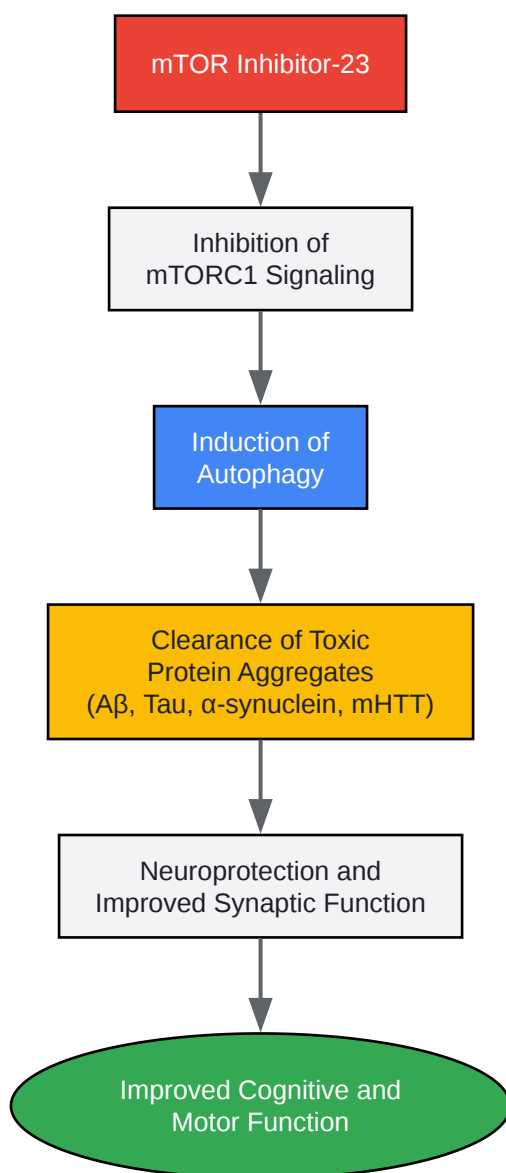 mTOR Inhibitor-23
Inhibition of
mTORC1 Signaling
Induction of
Autophagy
Clearance of Toxic
Protein Aggregates
(Aβ, Tau, α-synuclein, mHTT)
Neuroprotection and
Improved Synaptic Function
Improved Cognitive and
Motor Function